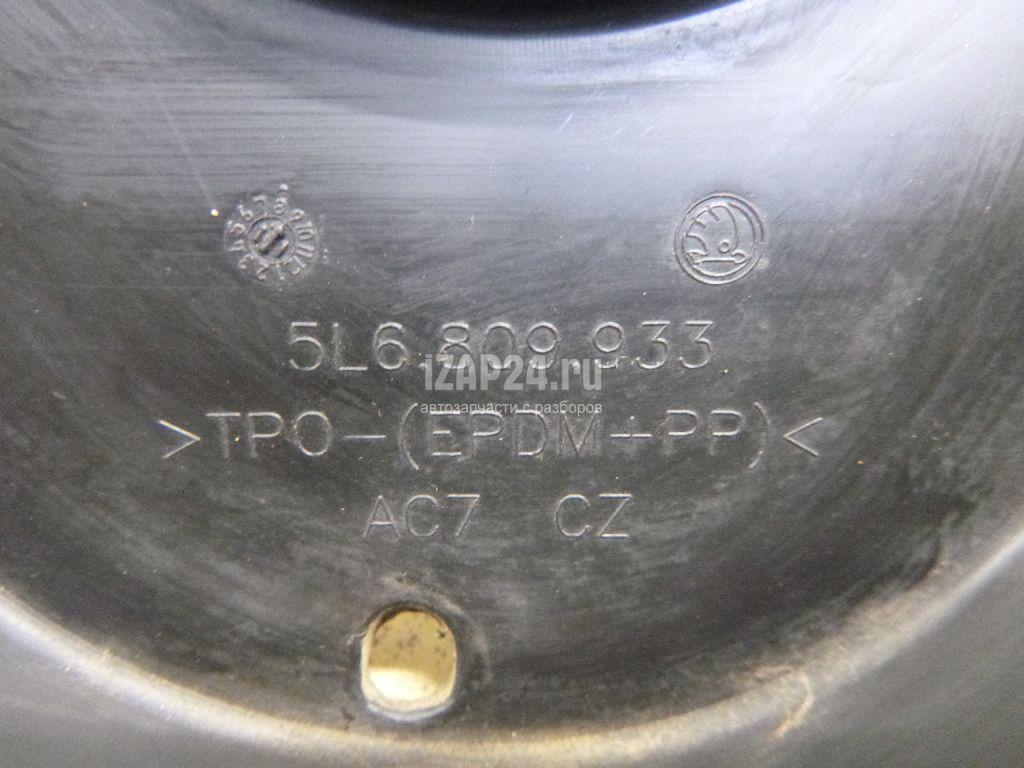 5L6.809.933
iZAP24.ru
автозапчасти с разборов
>TPO-(EPDM+PP)<
AC7 CZ